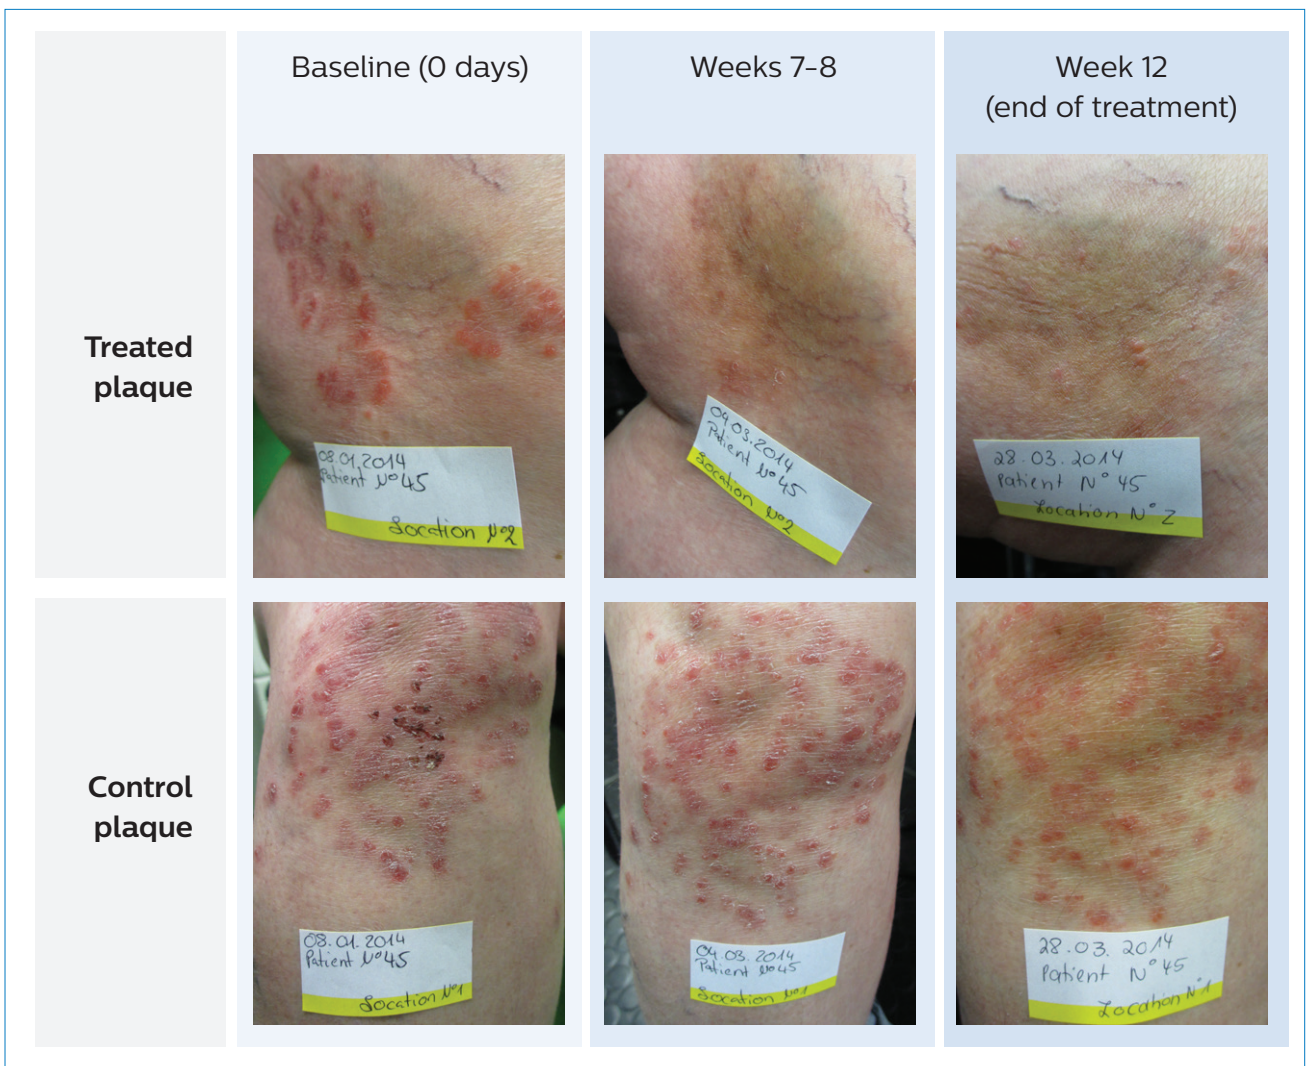 Baseline (0 days)
Weeks 7-8
Week 12
(end of treatment)
Treated
plaque
08.01.2014
Patient N°45
Location N°2
04.03.2014
Patient N°45
Location N°2
28.03.2014
Patient N° 45
Location N° 2
Control
plaque
08.01.2014
Patient N°45
Location N°1
04.03.2014
Patient N°45
Location N°1
28.03.2014
Patient N°45
Location N°1